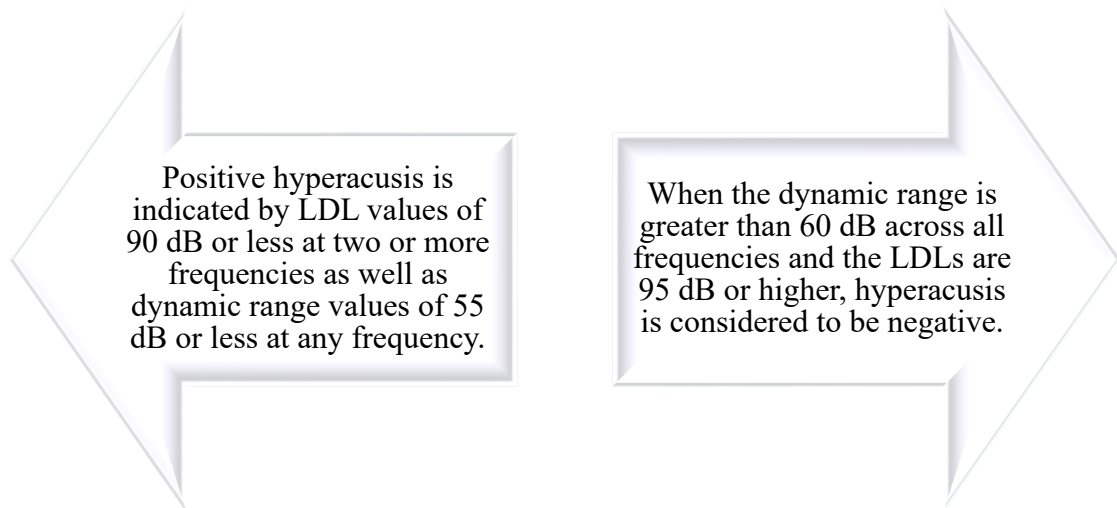 Positive hyperacusis is
indicated by LDL values of
90 dB or less at two or more
frequencies as well as
dynamic range values of 55
dB or less at any frequency.
When the dynamic range is
greater than 60 dB across all
frequencies and the LDLs are
95 dB or higher, hyperacusis
is considered to be negative.